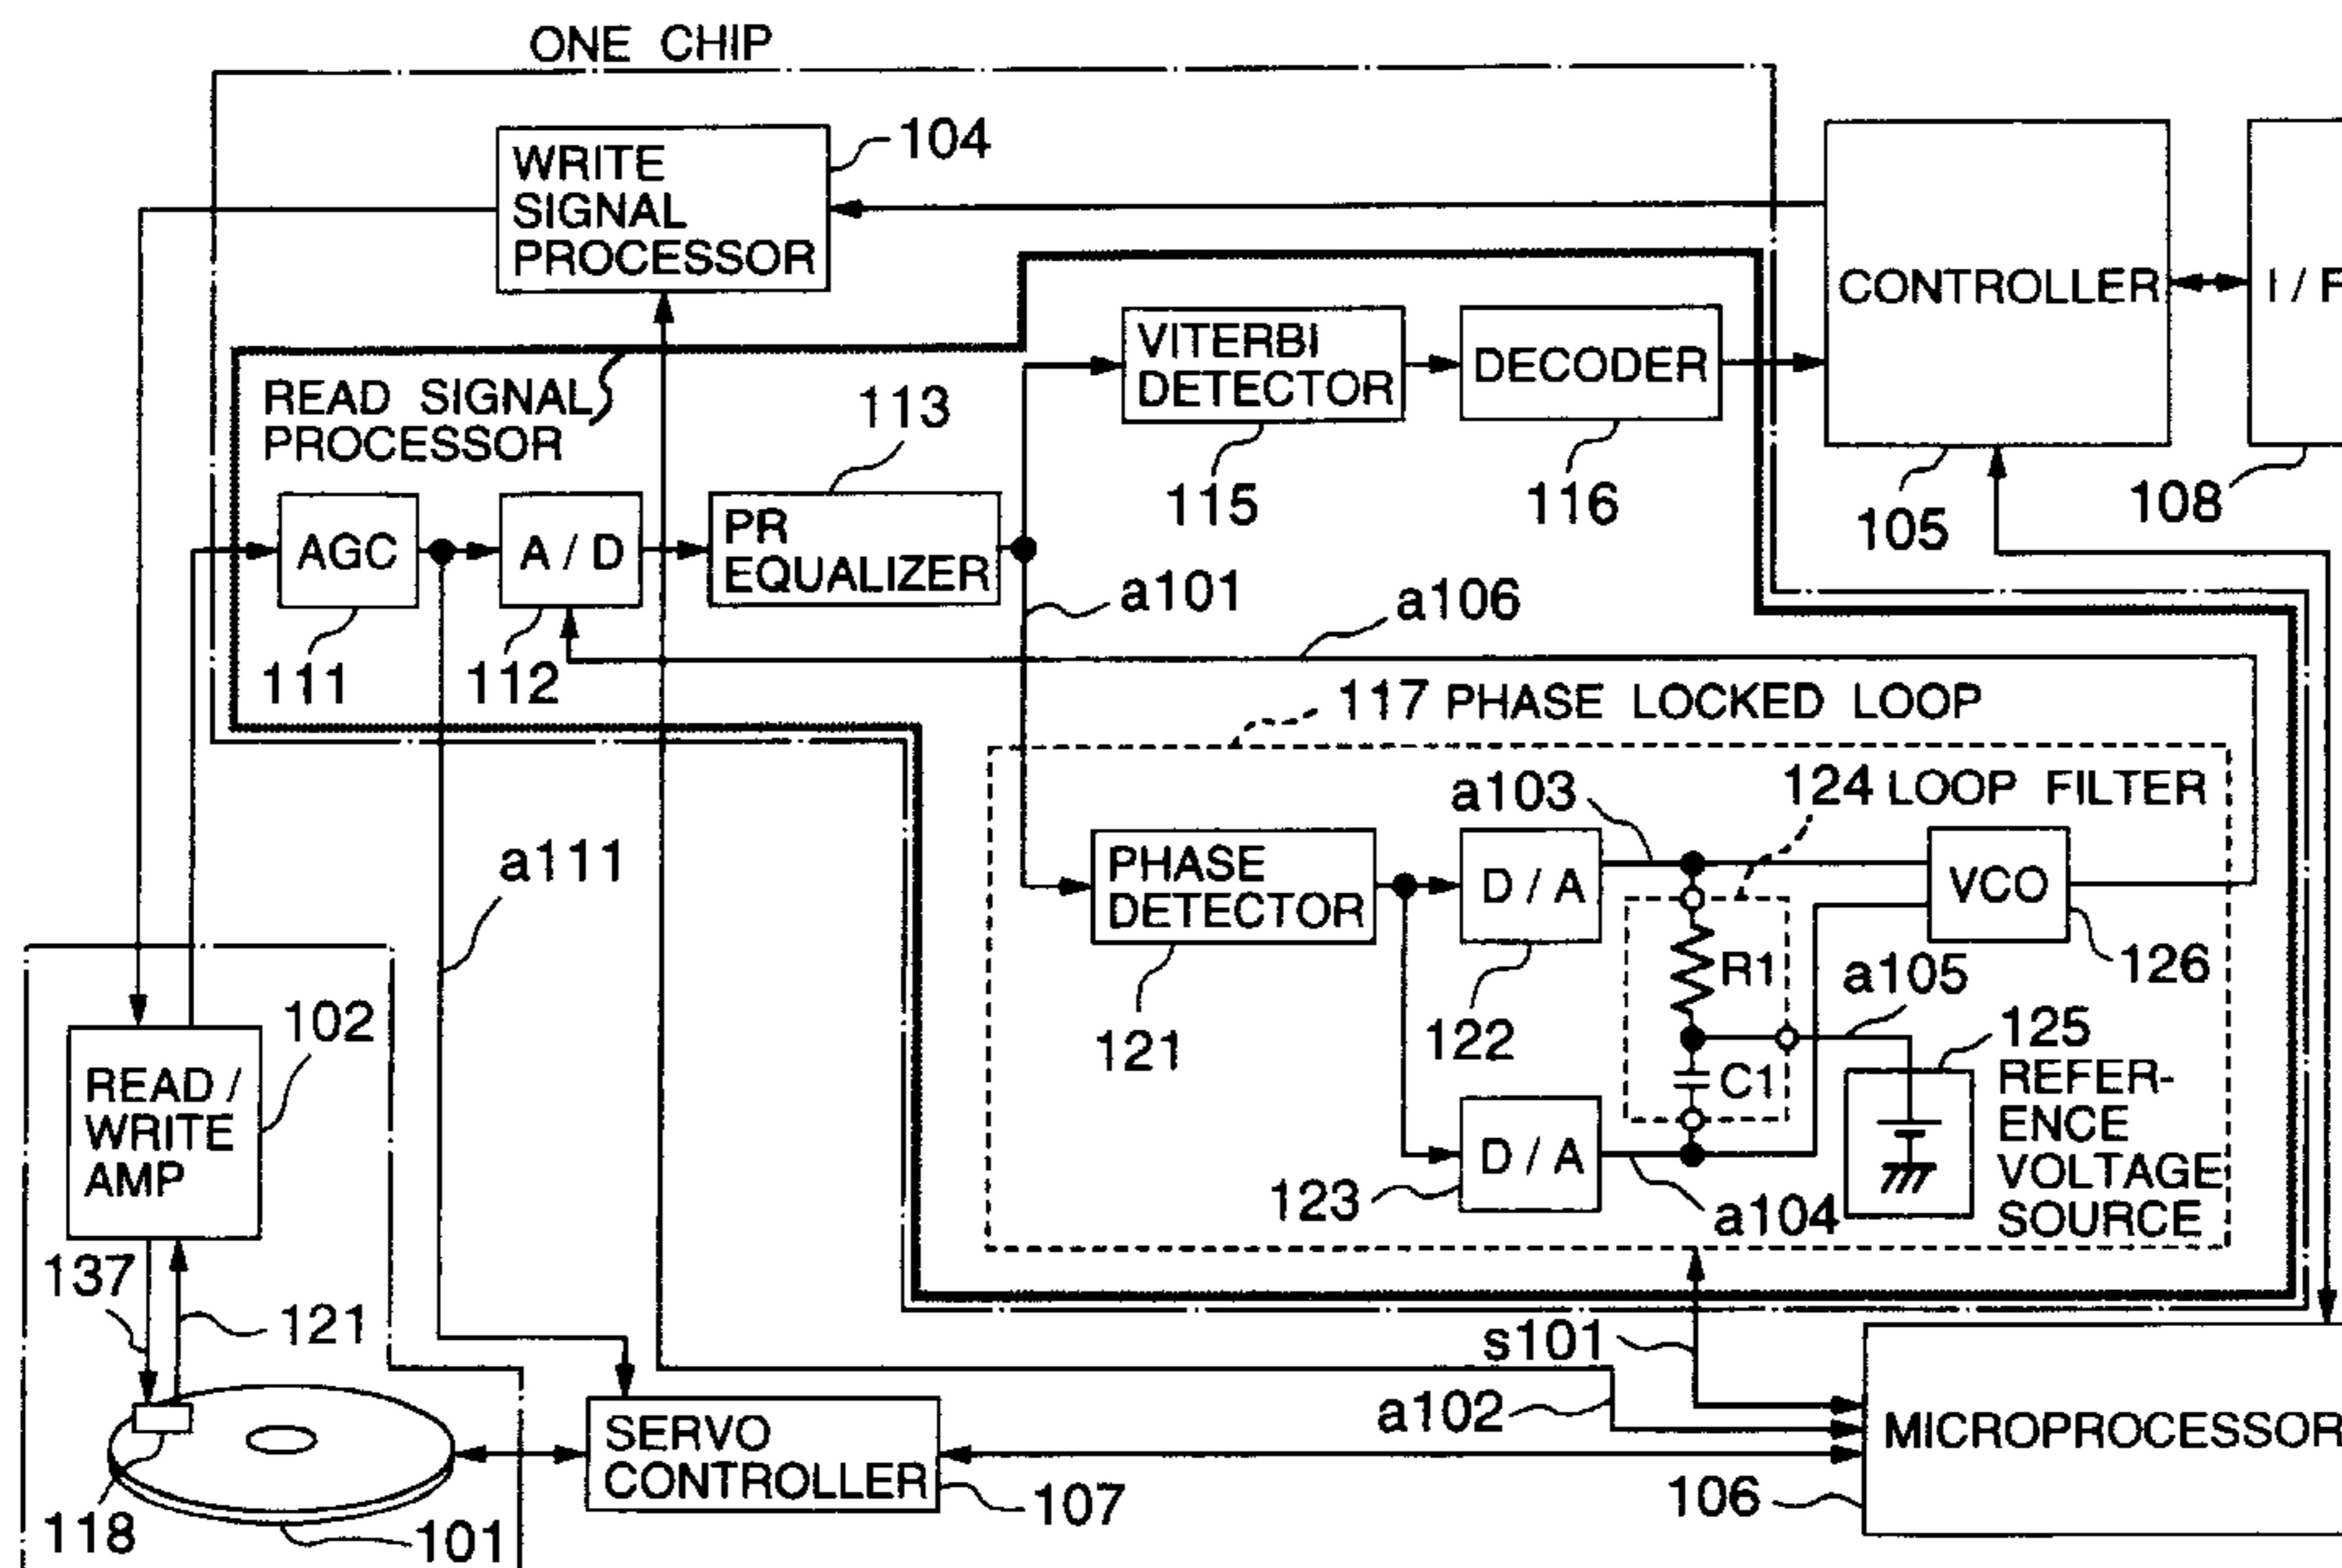 ONE CHIP
WRITE
SIGNAL
PROCESSOR
104
CONTROLLER
I / F
READ SIGNAL
PROCESSOR
113
VITERBI
DETECTOR
DECODER
115
116
105
108
AGC
A / D
PR
EQUALIZER
a101
a106
111
112
117 PHASE LOCKED LOOP
124 LOOP FILTER
a103
a111
PHASE
DETECTOR
D / A
VCO
R1
a105
126
121
122
125
102
READ /
WRITE
AMP
C1
REFER-
ENCE
VOLTAGE
SOURCE
D / A
123
a104
137
121
s101
a102
SERVO
CONTROLLER
107
MICROPROCESSOR
106
118
101